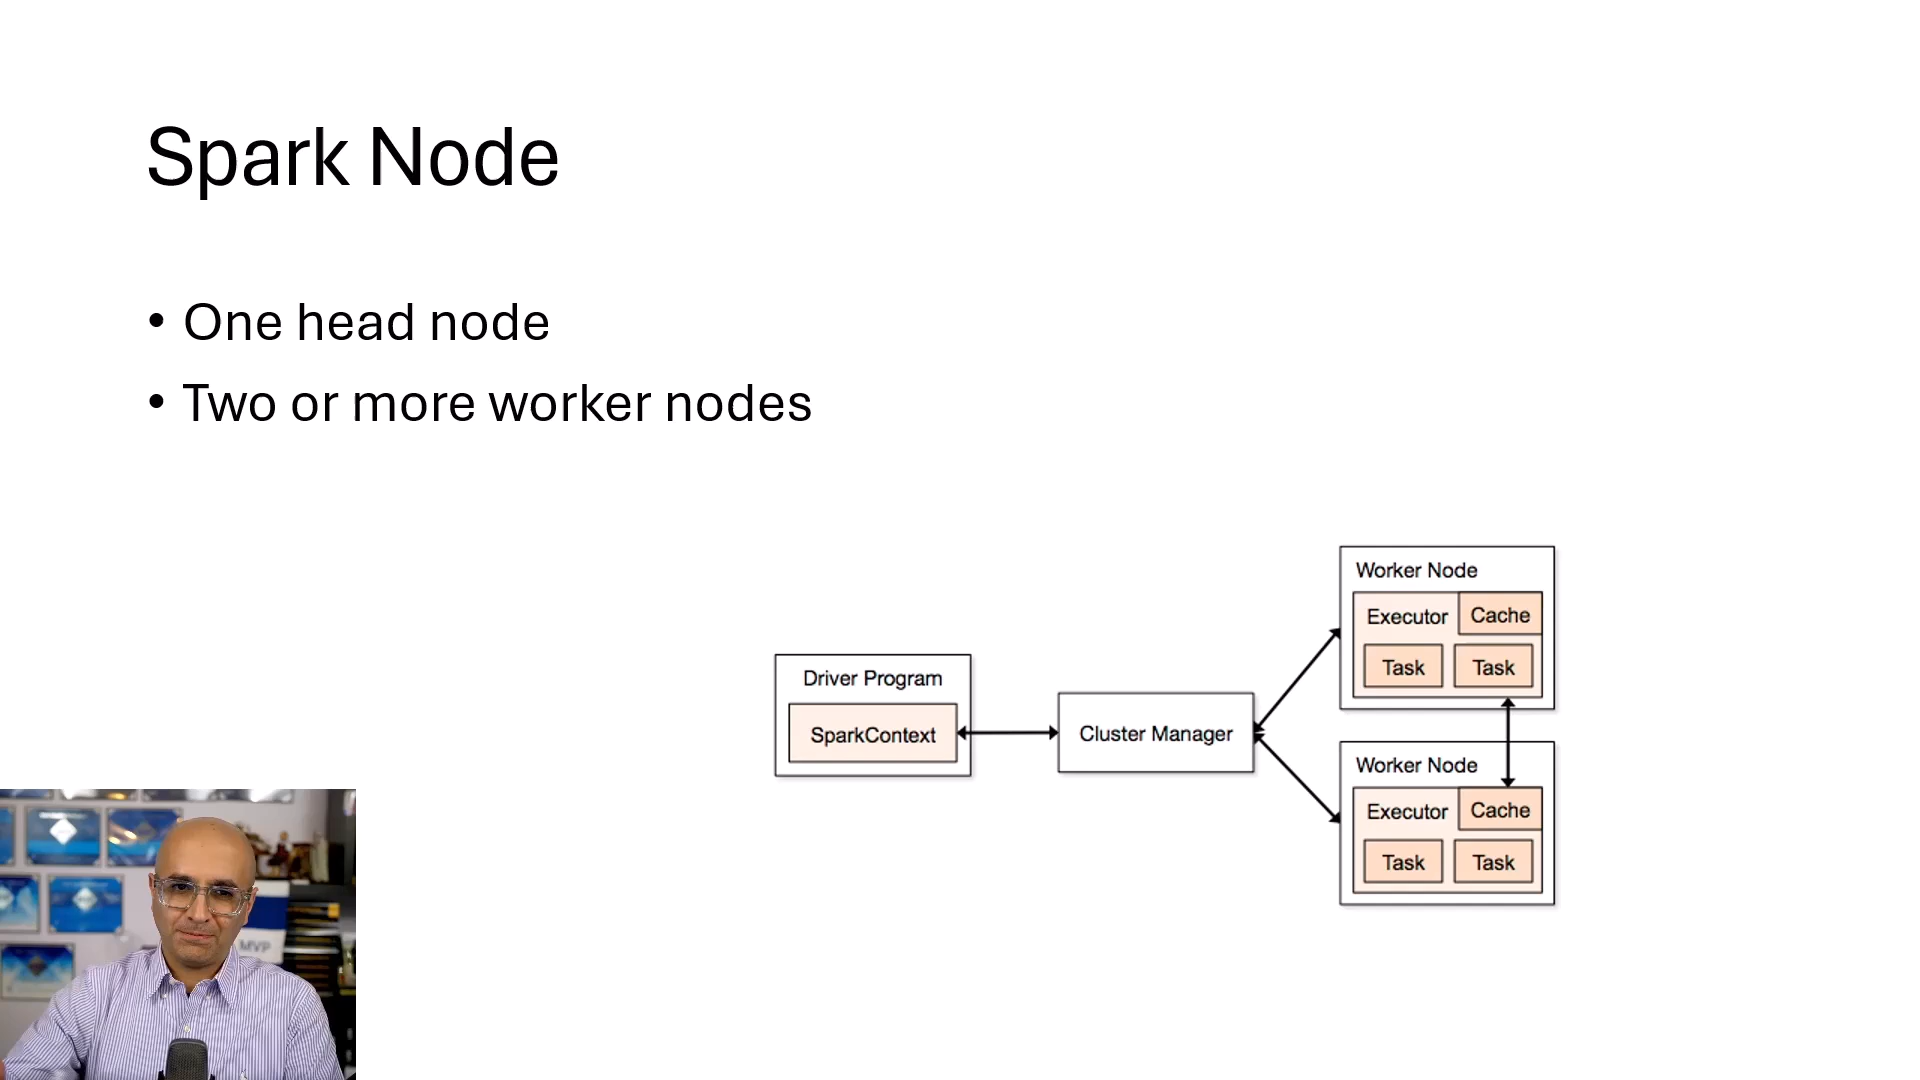 Spark Node
• One head node
• Two or more worker nodes
Driver Program
SparkContext
Cluster Manager
Worker Node
Executor
Cache
Task
Task
Worker Node
Executor
Cache
Task
Task
MVP